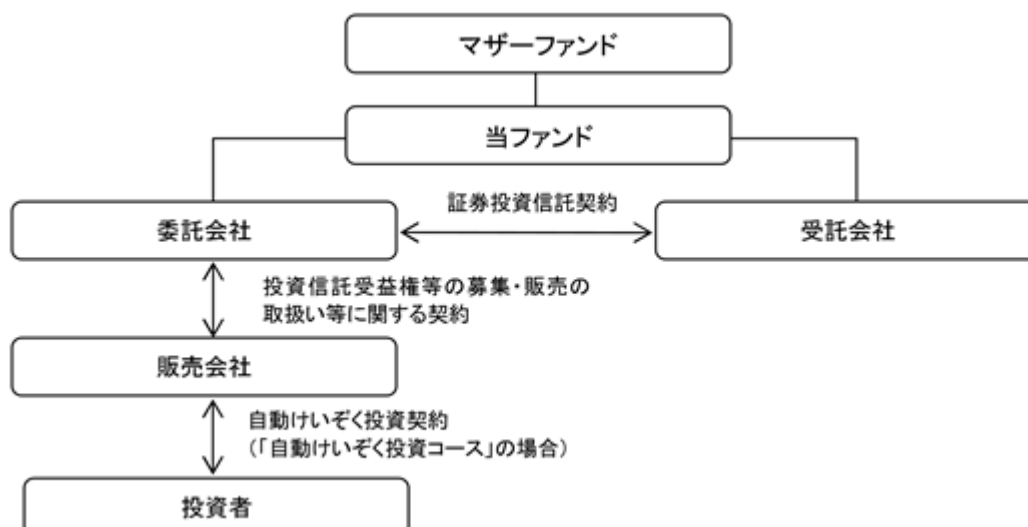 マザーファンド
当ファンド
証券投資信託契約
委託会社
受託会社
投資信託受益権等の募集・販売の
取扱い等に関する契約
販売会社
自動けいぞく投資契約
(「自動けいぞく投資コース」の場合)
投資者